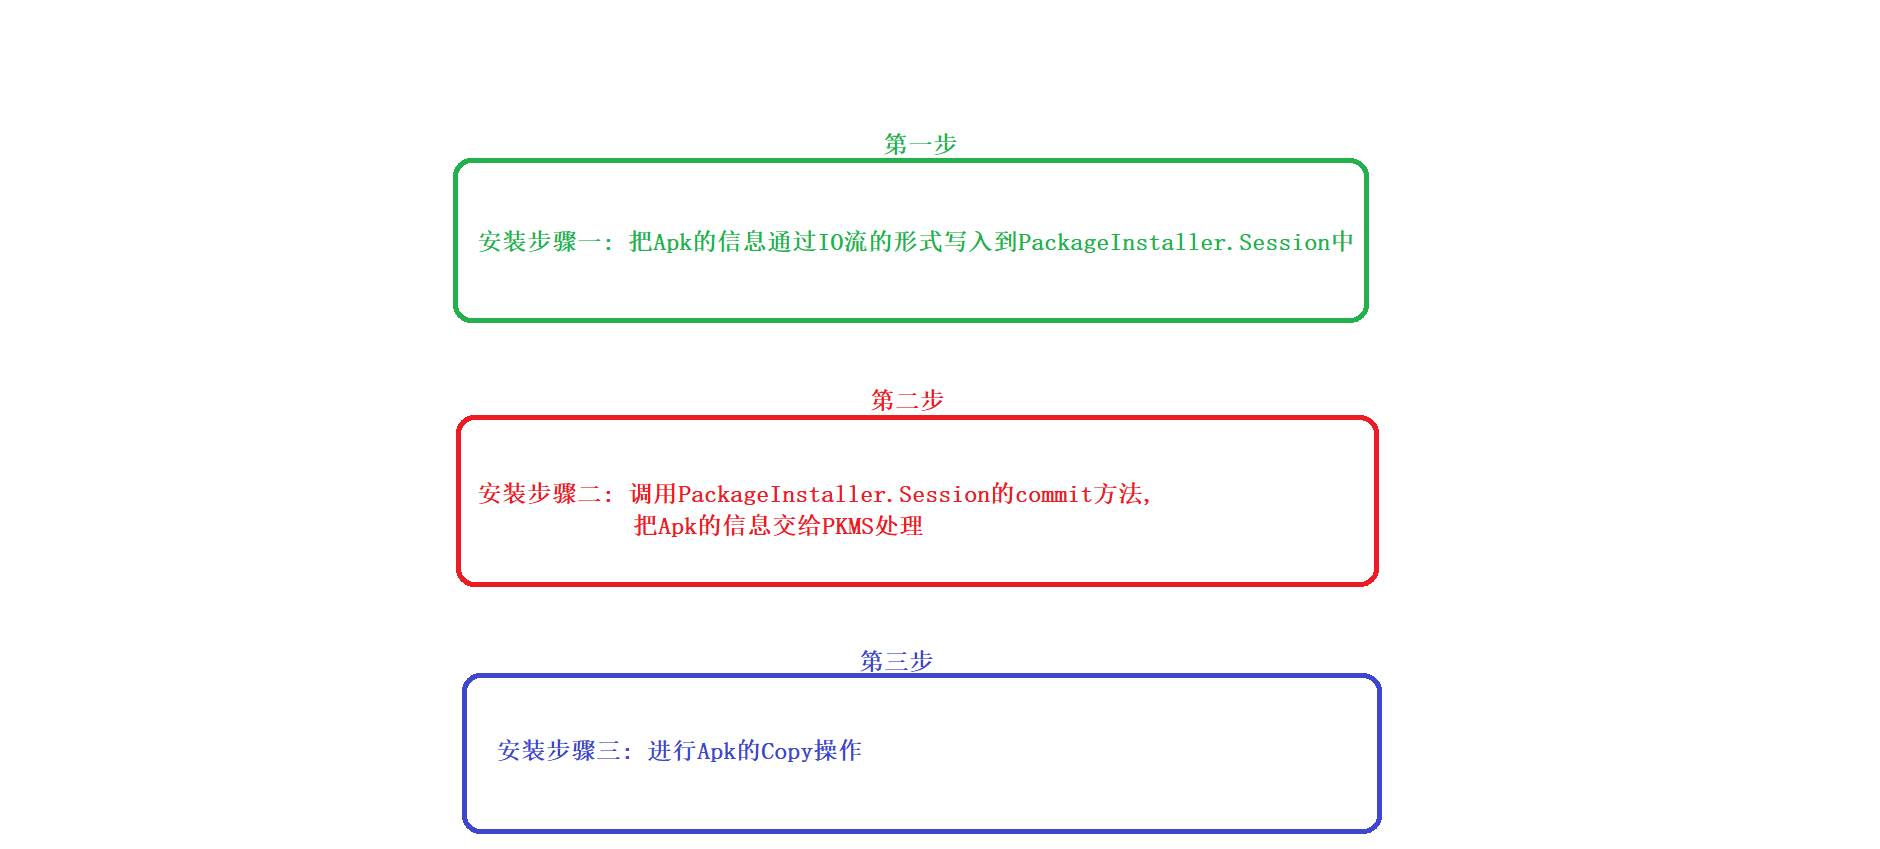 第一步
安装步骤一: 把Apk的信息通过IO流的形式写入到PackageInstaller.Session中
第二步
安装步骤二: 调用PackageInstaller.Session的commit方法,
把Apk的信息交给PKMS处理
第三步
安装步骤三: 进行Apk的Copy操作